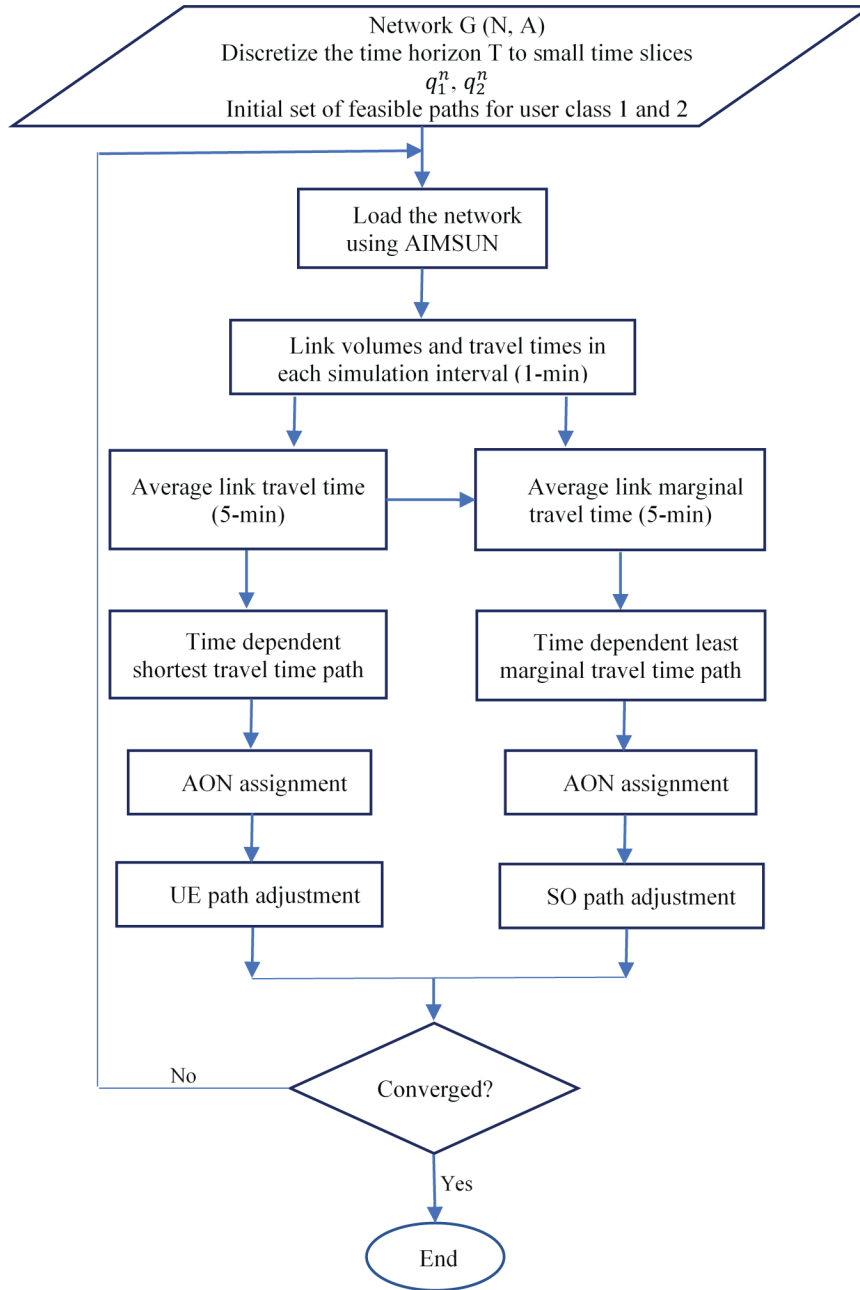 Network G (N, A)
Discretize the time horizon T to small time slices
$q_1^n$, $q_2^n$
Initial set of feasible paths for user class 1 and 2
Load the network
using AIMSUN
Link volumes and travel times in
each simulation interval (1-min)
Average link travel time
(5-min)
Average link marginal
travel time (5-min)
Time dependent
shortest travel time path
Time dependent least
marginal travel time path
AON assignment
AON assignment
UE path adjustment
SO path adjustment
Converged?
No
Yes
End